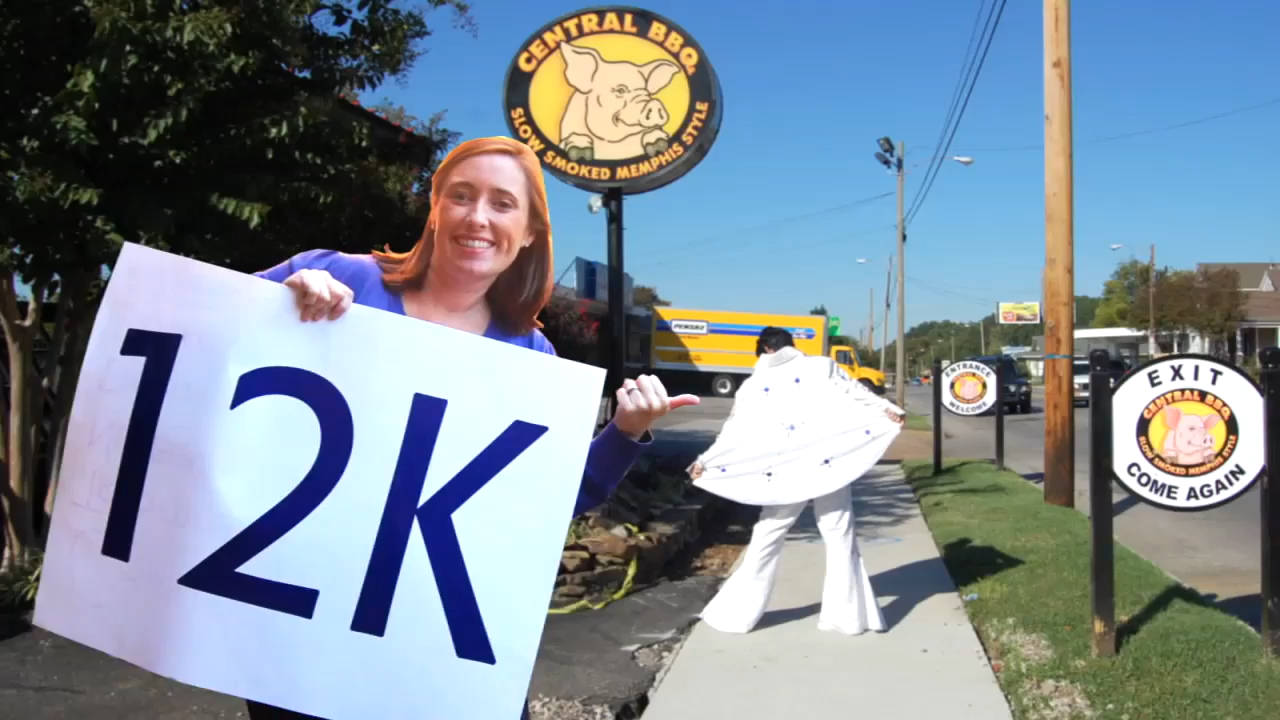 CENTRAL BBQ
SLOW SMOKED MEMPHIS STYLE
12K
PENSKE
ENTRANCE
WELCOME
EXIT
CENTRAL BBQ
SLOW SMOKED MEMPHIS STYLE
COME AGAIN